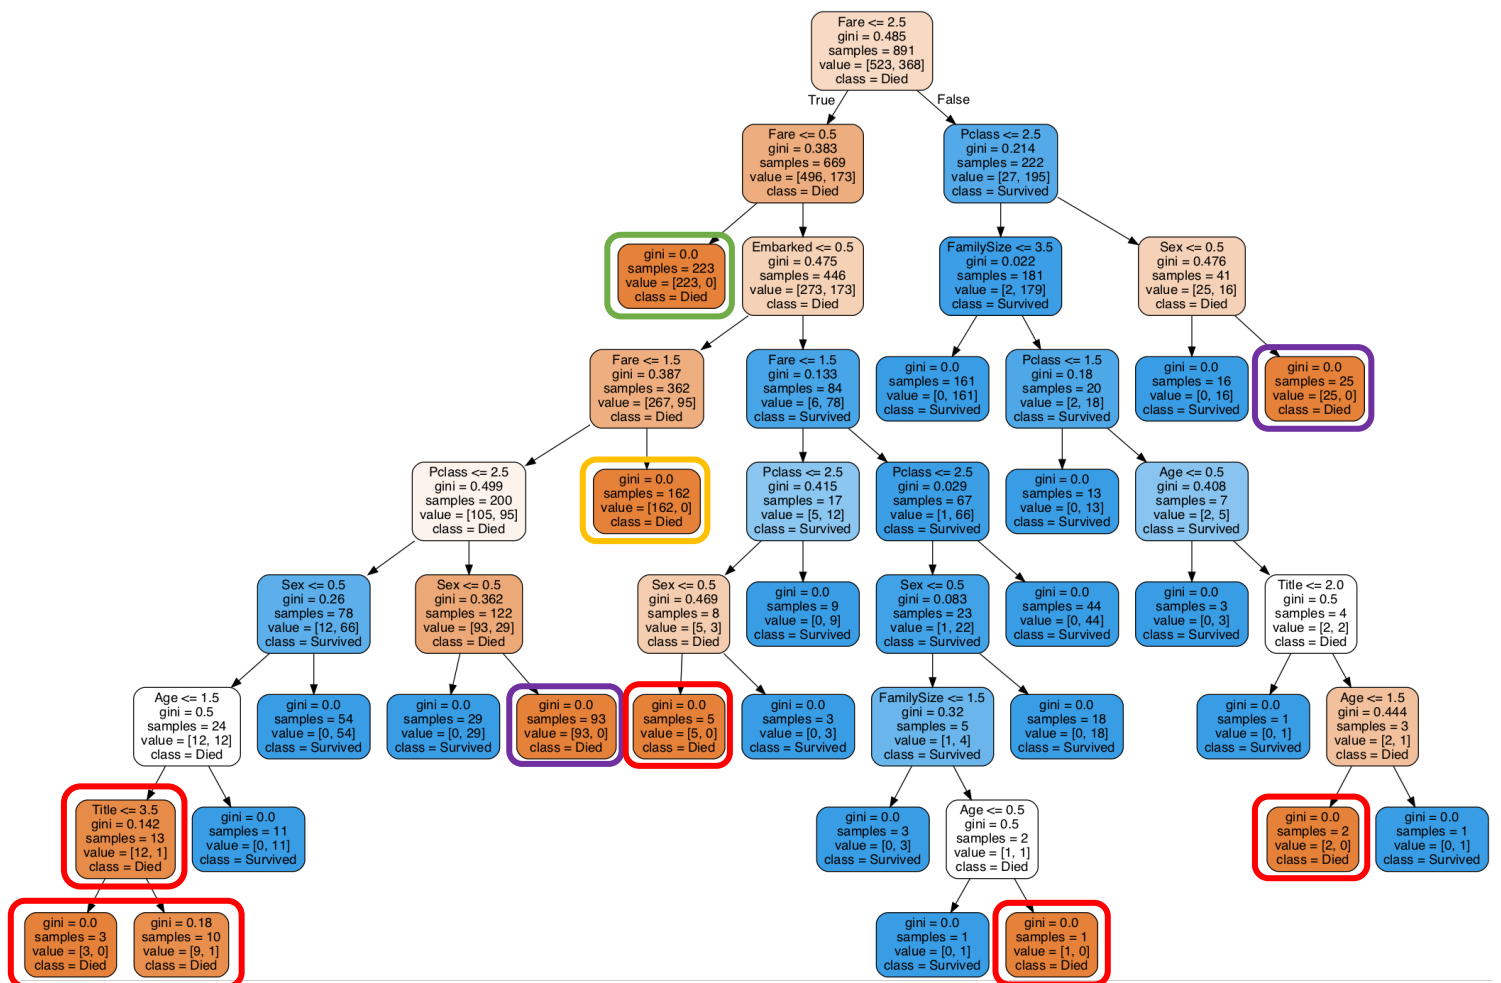 Fare <= 2.5
gini = 0.485
samples = 891
value = [523, 368]
class = Died
True
False
Fare <= 0.5
gini = 0.383
samples = 669
value = [496, 173]
class = Died
Pclass <= 2.5
gini = 0.214
samples = 222
value = [27, 195]
class = Survived
gini = 0.0
samples = 223
value = [223, 0]
class = Died
Embarked <= 0.5
gini = 0.475
samples = 446
value = [273, 173]
class = Died
FamilySize <= 3.5
gini = 0.022
samples = 181
value = [2, 179]
class = Survived
Sex <= 0.5
gini = 0.476
samples = 41
value = [25, 16]
class = Died
Fare <= 1.5
gini = 0.387
samples = 362
value = [267, 95]
class = Died
Fare <= 1.5
gini = 0.133
samples = 84
value = [6, 78]
class = Survived
gini = 0.0
samples = 161
value = [0, 161]
class = Survived
Pclass <= 1.5
gini = 0.18
samples = 20
value = [2, 18]
class = Survived
gini = 0.0
samples = 16
value = [0, 16]
class = Survived
gini = 0.0
samples = 25
value = [25, 0]
class = Died
Pclass <= 2.5
gini = 0.499
samples = 200
value = [105, 95]
class = Died
gini = 0.0
samples = 162
value = [162, 0]
class = Died
Pclass <= 2.5
gini = 0.415
samples = 17
value = [5, 12]
class = Survived
Pclass <= 2.5
gini = 0.029
samples = 67
value = [1, 66]
class = Survived
gini = 0.0
samples = 13
value = [0, 13]
class = Survived
Age <= 0.5
gini = 0.408
samples = 7
value = [2, 5]
class = Survived
Sex <= 0.5
gini = 0.26
samples = 78
value = [12, 66]
class = Survived
Sex <= 0.5
gini = 0.362
samples = 122
value = [93, 29]
class = Died
Sex <= 0.5
gini = 0.469
samples = 8
value = [5, 3]
class = Died
gini = 0.0
samples = 9
value = [0, 9]
class = Survived
Sex <= 0.5
gini = 0.083
samples = 23
value = [1, 22]
class = Survived
gini = 0.0
samples = 44
value = [0, 44]
class = Survived
gini = 0.0
samples = 3
value = [0, 3]
class = Survived
Title <= 2.0
gini = 0.5
samples = 4
value = [2, 2]
class = Died
Age <= 1.5
gini = 0.5
samples = 24
value = [12, 12]
class = Died
gini = 0.0
samples = 54
value = [0, 54]
class = Survived
gini = 0.0
samples = 29
value = [0, 29]
class = Survived
gini = 0.0
samples = 93
value = [93, 0]
class = Died
gini = 0.0
samples = 5
value = [5, 0]
class = Died
gini = 0.0
samples = 3
value = [0, 3]
class = Survived
FamilySize <= 1.5
gini = 0.32
samples = 5
value = [1, 4]
class = Survived
gini = 0.0
samples = 18
value = [0, 18]
class = Survived
gini = 0.0
samples = 1
value = [0, 1]
class = Survived
Age <= 1.5
gini = 0.444
samples = 3
value = [2, 1]
class = Died
Title <= 3.5
gini = 0.142
samples = 13
value = [12, 1]
class = Died
gini = 0.0
samples = 11
value = [0, 11]
class = Survived
gini = 0.0
samples = 3
value = [0, 3]
class = Survived
Age <= 0.5
gini = 0.5
samples = 2
value = [1, 1]
class = Died
gini = 0.0
samples = 2
value = [2, 0]
class = Died
gini = 0.0
samples = 1
value = [0, 1]
class = Survived
gini = 0.0
samples = 3
value = [3, 0]
class = Died
gini = 0.18
samples = 10
value = [9, 1]
class = Died
gini = 0.0
samples = 1
value = [0, 1]
class = Survived
gini = 0.0
samples = 1
value = [1, 0]
class = Died